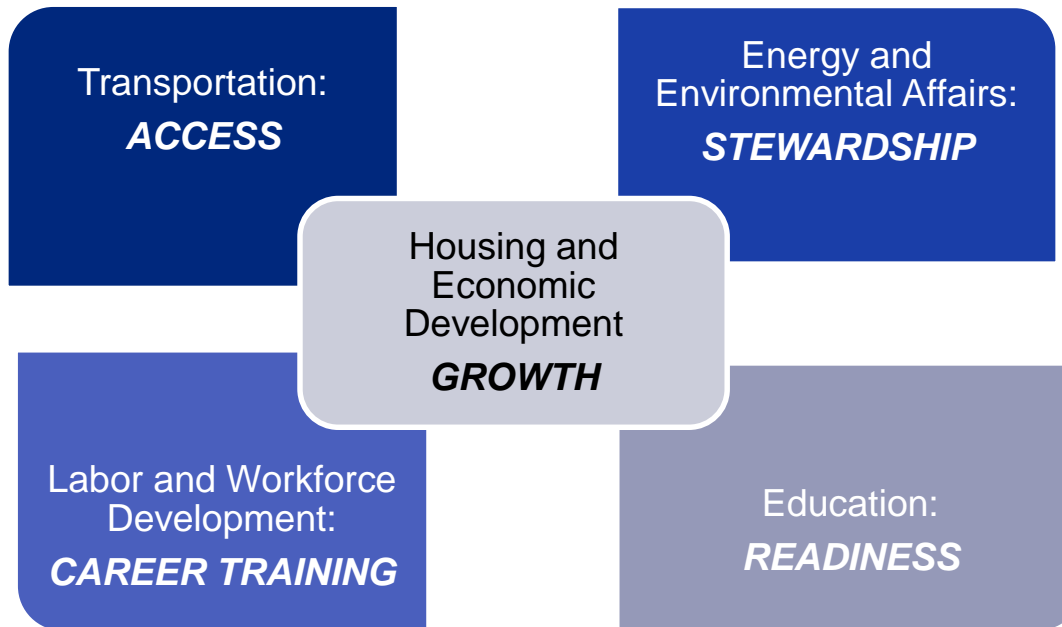 Transportation:
ACCESS
Energy and
Environmental Affairs:
STEWARDSHIP
Housing and
Economic
Development
GROWTH
Labor and Workforce
Development:
CAREER TRAINING
Education:
READINESS